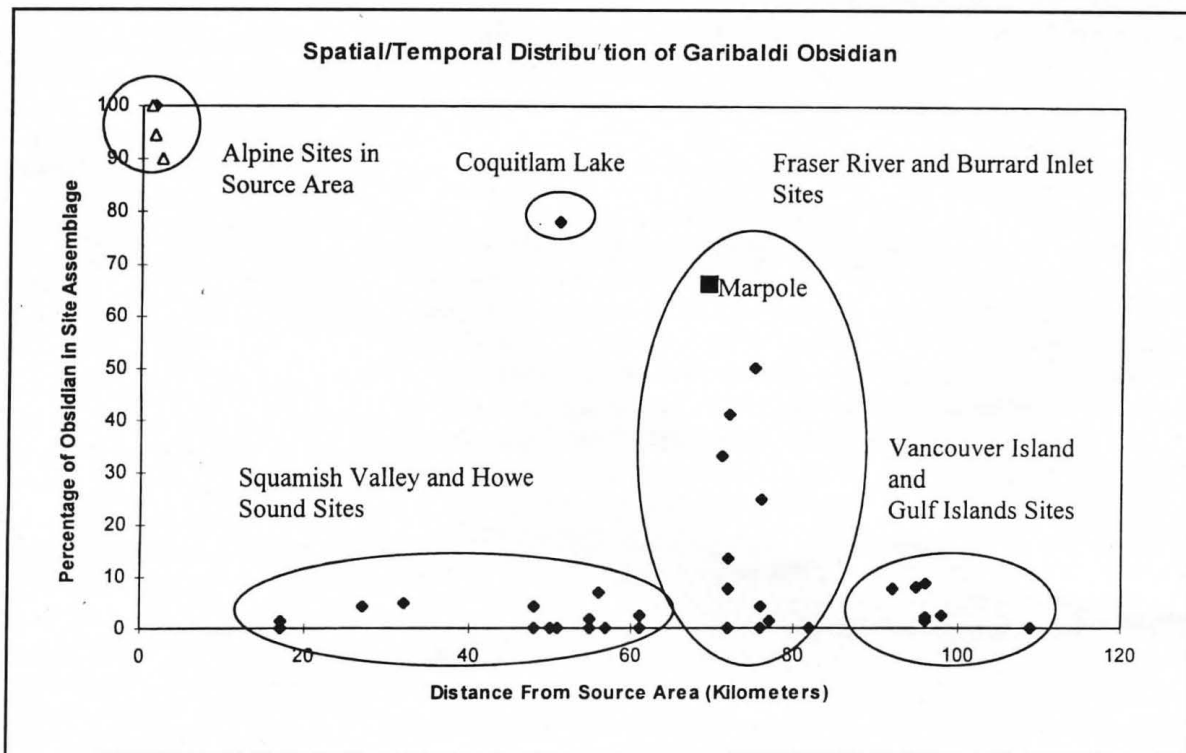 Spatial/Temporal Distribu'tion of Garibaldi Obsidian
Percentage of Obsidian in Site Assemblage
100
90
80
70
60
50
40
30
20
10
0
Alpine Sites in
Source Area
Coquitlam Lake
Fraser River and Burrard Inlet
Sites
Marpole
Squamish Valley and Howe
Sound Sites
Vancouver Island
and
Gulf Islands Sites
0
20
40
60
80
100
120
Distance From Source Area (Kilometers)